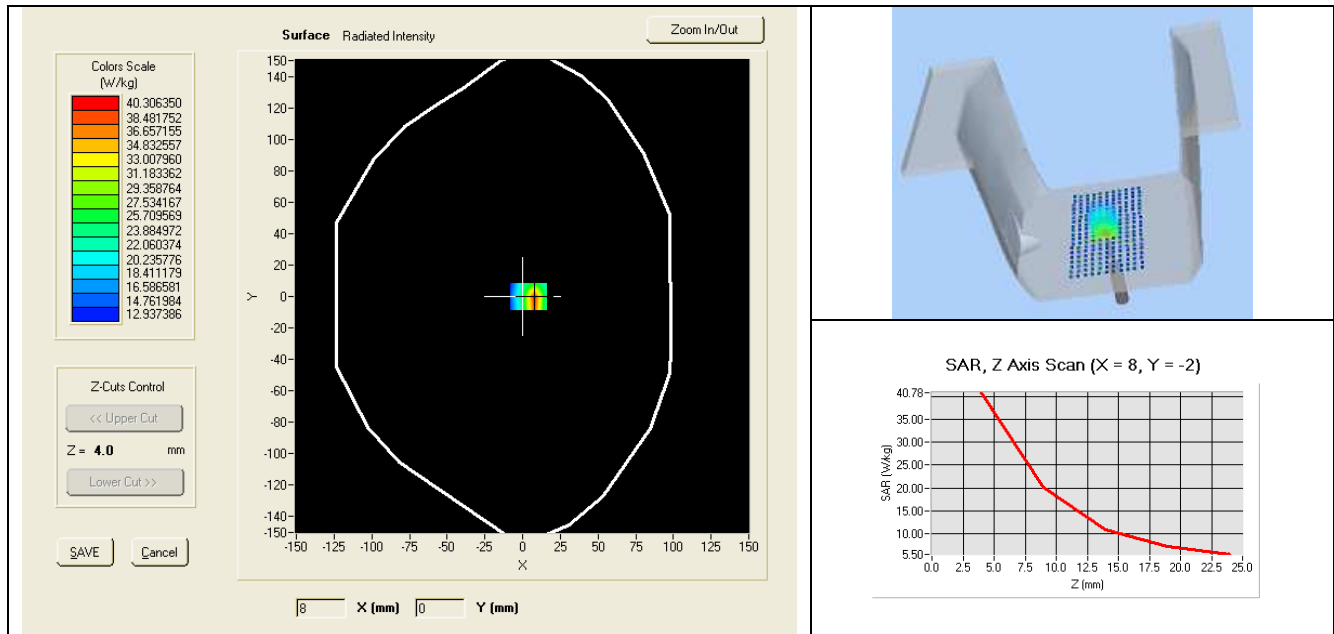 Surface Radiated Intensity
Zoom In/Out
Colors Scale
(W/kg)
40.306350
38.481752
36.657155
34.832557
33.007960
31.183362
29.358764
27.534167
25.709569
23.884972
22.060374
20.235776
18.411179
16.586581
14.761984
12.937386
Z-Cuts Control
<< Upper Cut
Z = 4.0 mm
Lower Cut >>
SAVE Cancel
150
140
120
100
80
60
40
20
0
-20
-40
-60
-80
-100
-120
-140
-150
Y
-150 -125 -100 -75 -50 -25 0 25 50 75 100 125 150
X
8 X (mm) 0 Y (mm)
SAR, Z Axis Scan (X = 8, Y = -2)
40.78
35.00
30.00
25.00
20.00
15.00
10.00
5.50
SAR (W/kg)
0.0 2.5 5.0 7.5 10.0 12.5 15.0 17.5 20.0 22.5 25.0
Z (mm)